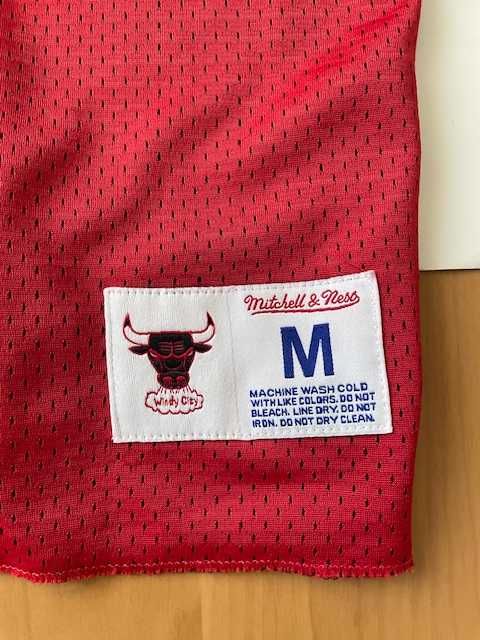 Mitchell & Ness
M
Windy City
MACHINE WASH COLD
WITH LIKE COLORS. DO NOT
BLEACH. LINE DRY. DO NOT
IRON. DO NOT DRY CLEAN.